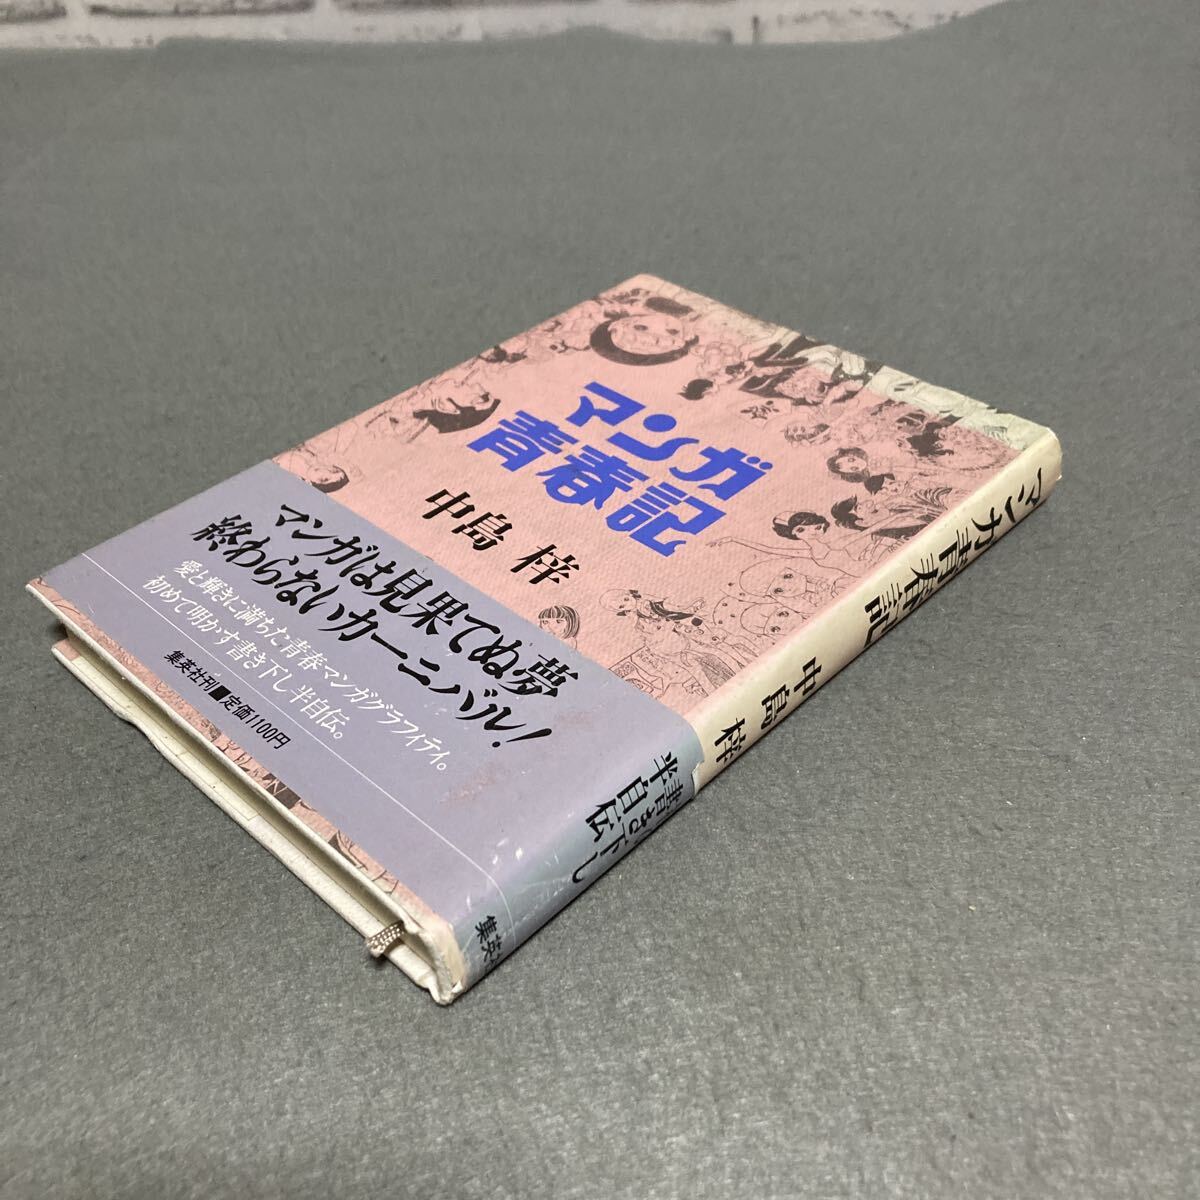 マンガ
青春記
中島 梓
マンガは見果てぬ夢
終わらないカーニバル!
愛と輝きに満ちた青春マンガグラフィティ。
初めて明かす書き下し半自伝。
集英社刊■定価1100円
マンガ青春記 中島 梓
書き下し
半自伝
集英社